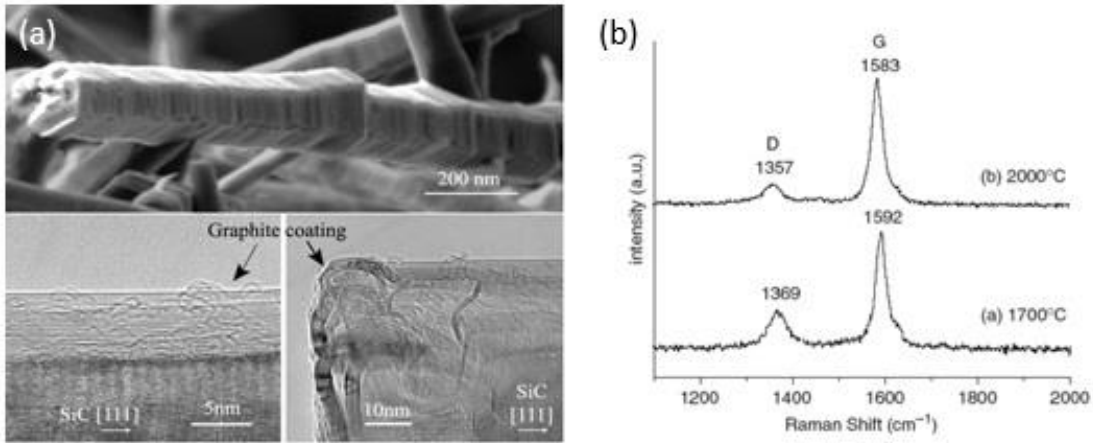 (a)
200 nm
Graphite coating
SiC [111]
5nm
10nm
SiC
[111]
(b)
G
1583
D
1357
(b) 2000°C
1592
1369
(a) 1700°C
intensity (a.u.)
1200 1400 1600 1800 2000
Raman Shift (cm⁻¹)